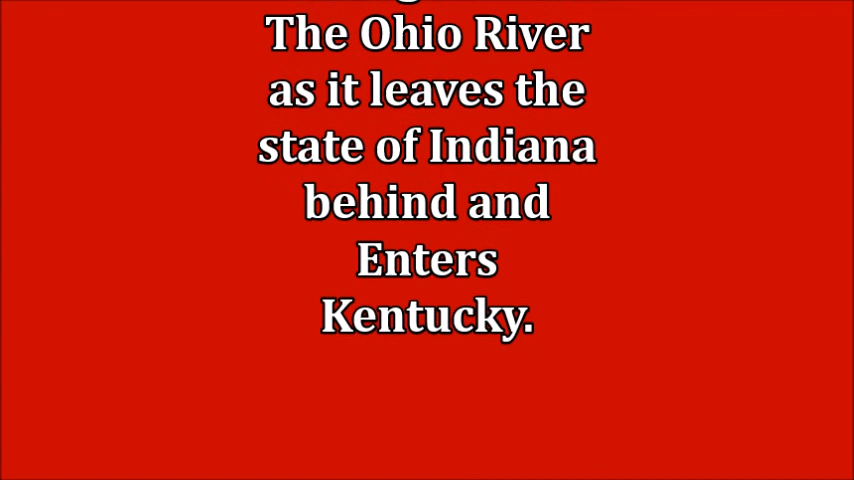 The Ohio River
as it leaves the
state of Indiana
behind and
Enters
Kentucky.